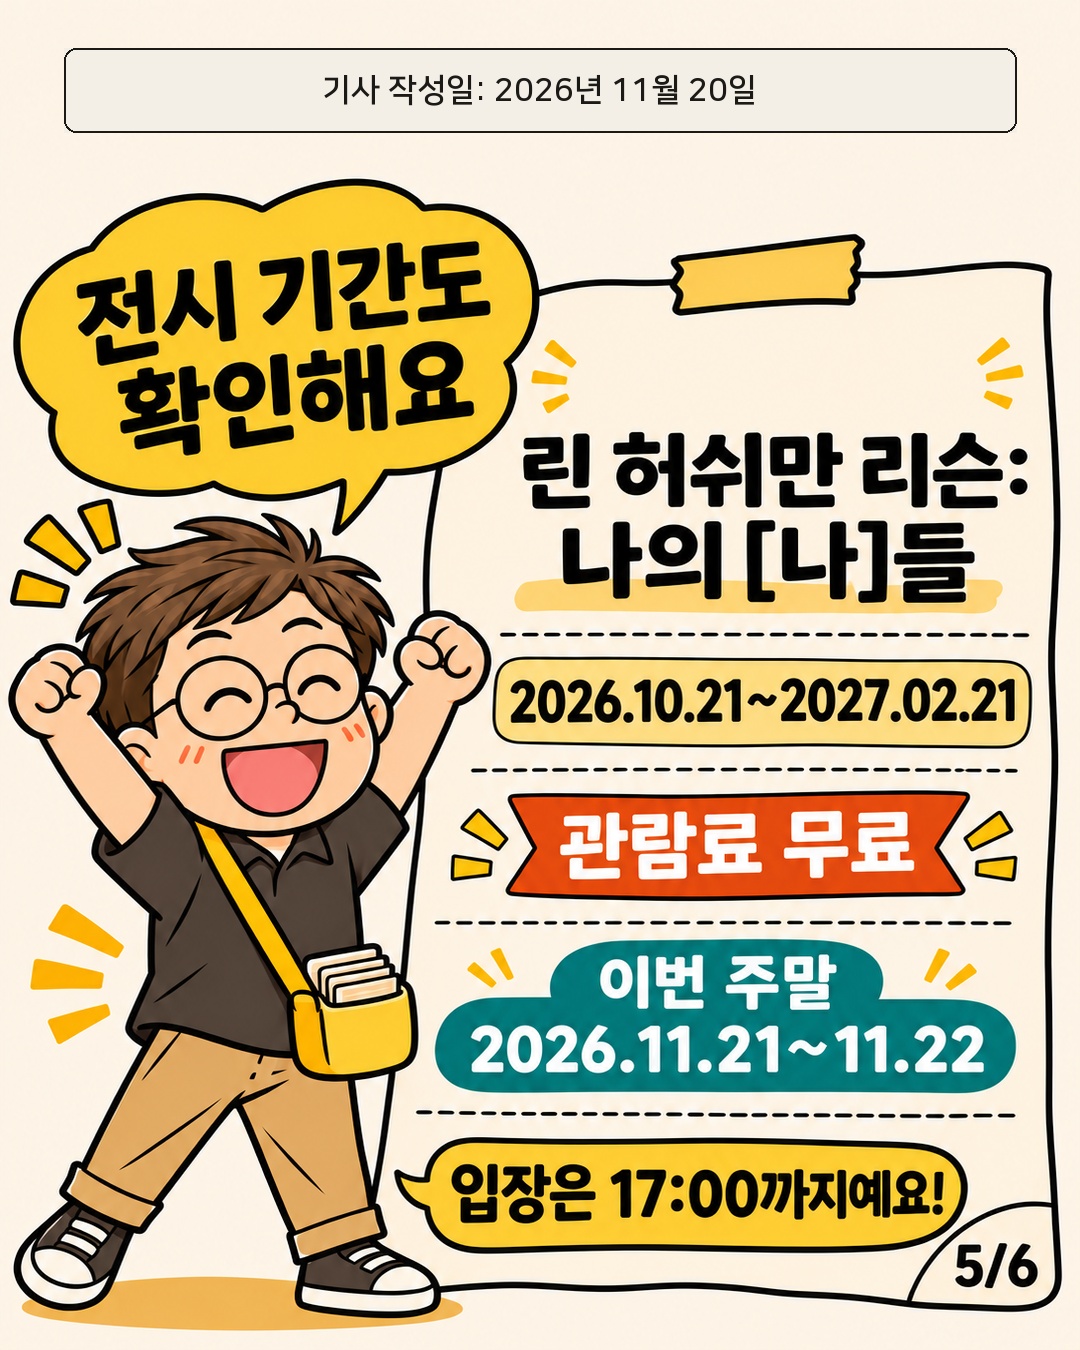 기사 작성일: 2026년 11월 20일
전시 기간도
확인해요
린 허쉬만 리슨:
나의 [나]들
2026.10.21~2027.02.21
관람료 무료
이번 주말
2026.11.21~11.22
입장은 17:00까지예요!
5/6